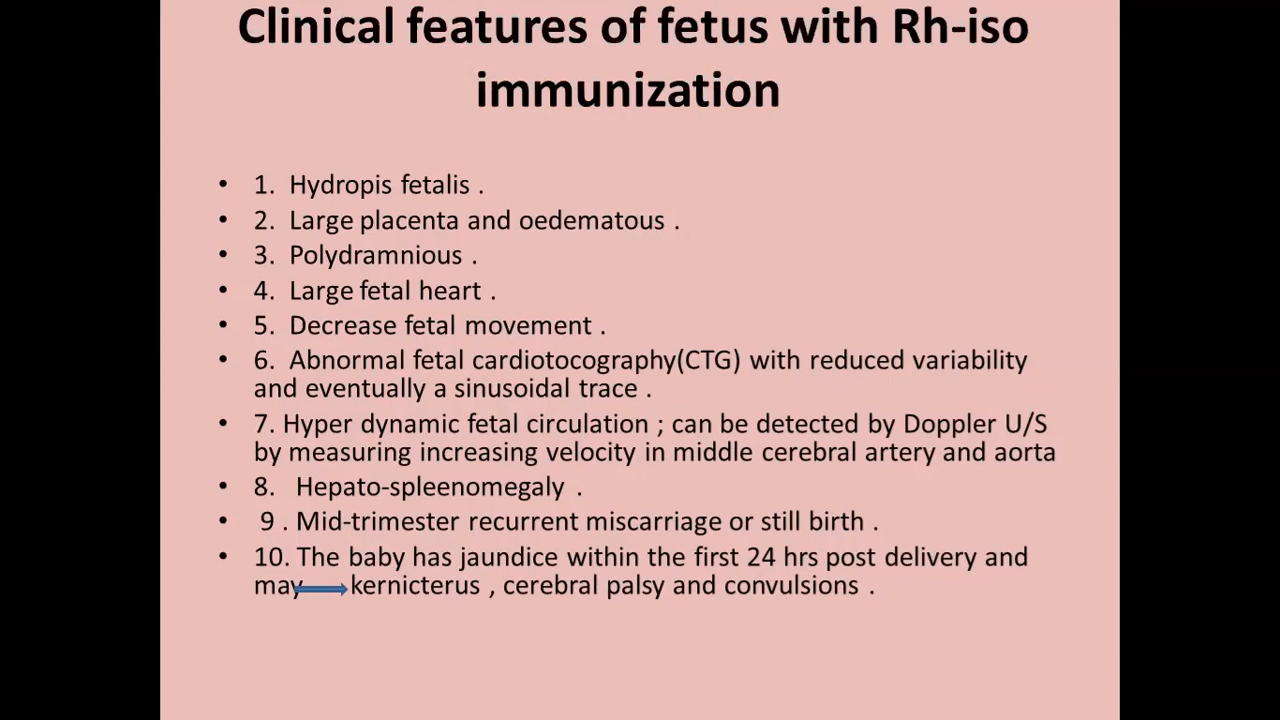 Clinical features of fetus with Rh-iso
immunization
• 1. Hydropis fetalis .
• 2. Large placenta and oedematous .
• 3. Polydramnious .
• 4. Large fetal heart .
• 5. Decrease fetal movement .
• 6. Abnormal fetal cardiotocography(CTG) with reduced variability
and eventually a sinusoidal trace .
• 7. Hyper dynamic fetal circulation ; can be detected by Doppler U/S
by measuring increasing velocity in middle cerebral artery and aorta
• 8. Hepato-spleenomegaly .
• 9 . Mid-trimester recurrent miscarriage or still birth .
• 10. The baby has jaundice within the first 24 hrs post delivery and
may kernicterus , cerebral palsy and convulsions .